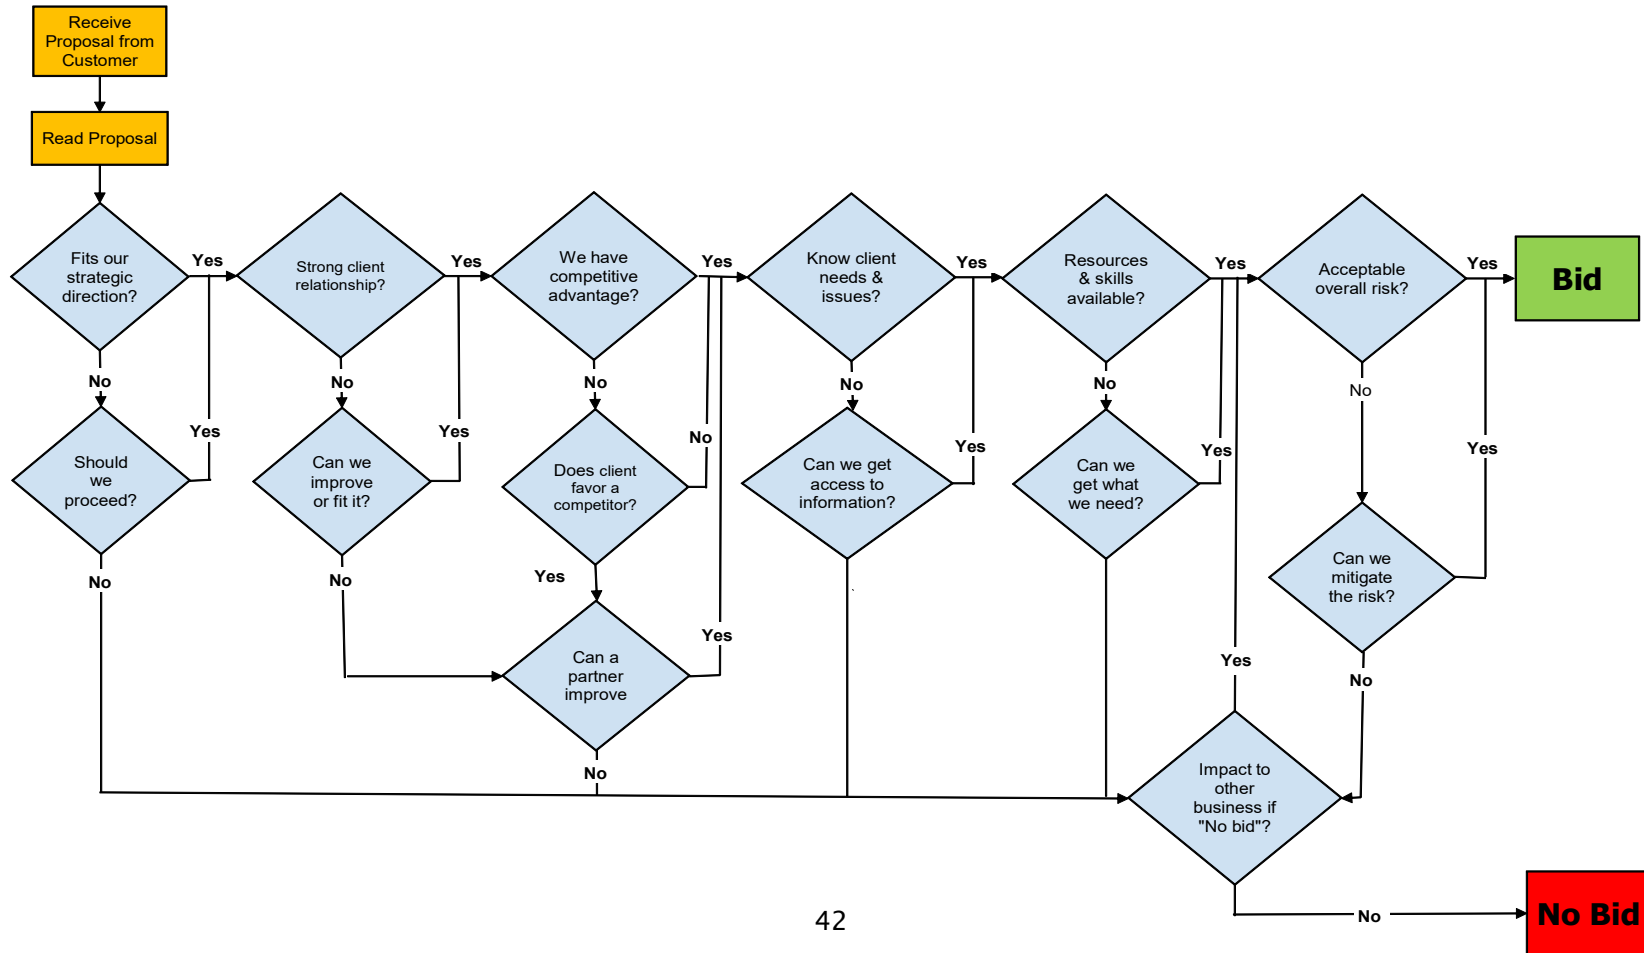 Receive
Proposal from
Customer
Read Proposal
Fits our
strategic
direction?
Yes
Strong client
relationship?
Yes
We have
competitive
advantage?
Yes
Know client
needs &
issues?
Yes
Resources
& skills
available?
Yes
Acceptable
overall risk?
Yes
Bid
No
No
No
No
No
No
Should
we
proceed?
Yes
Can we
improve
or fit it?
Yes
Does client
favor a
competitor?
No
Can we get
access to
information?
Yes
Can we
get what
we need?
Yes
Yes
Can we
mitigate
the risk?
No
No
Yes
Can a
partner
improve
Yes
Yes
No
No
Impact to
other
business if
"No bid"?
No
No Bid
42